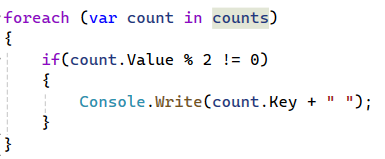 foreach (var count in counts)
{
if(count.Value % 2 != 0)
{
Console.Write(count.Key + " ");
}
}